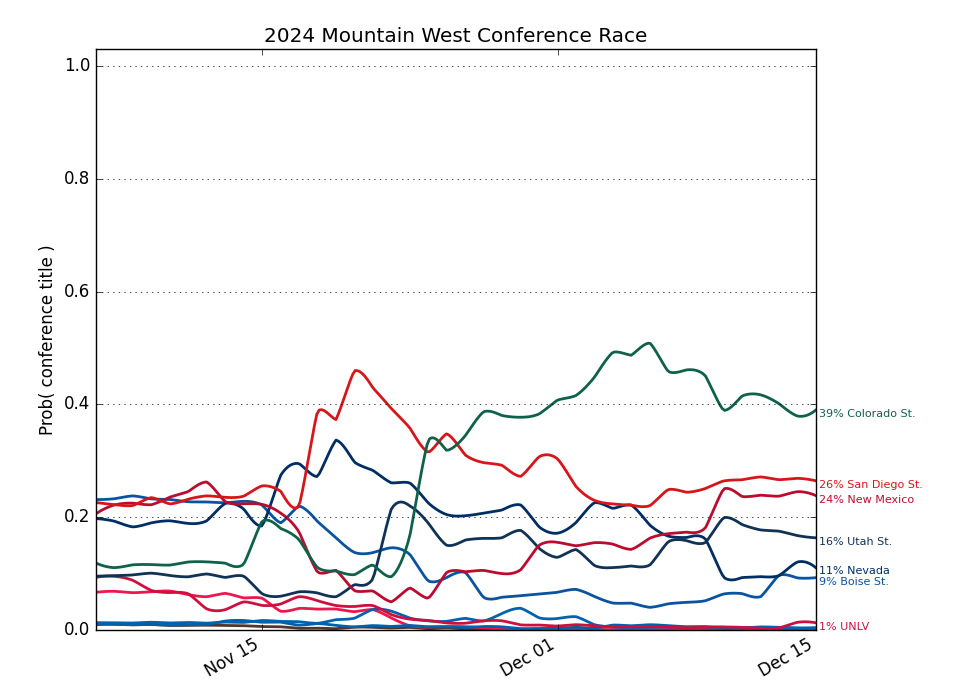 2024 Mountain West Conference Race
Prob( conference title )
1.0
0.8
0.6
0.4
0.2
0.0
39% Colorado St.
26% San Diego St.
24% New Mexico
16% Utah St.
11% Nevada
9% Boise St.
1% UNLV
Nov 15
Dec 01
Dec 15